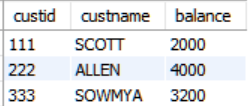 custid custname balance
111 SCOTT 2000
222 ALLEN 4000
333 SOWMYA 3200